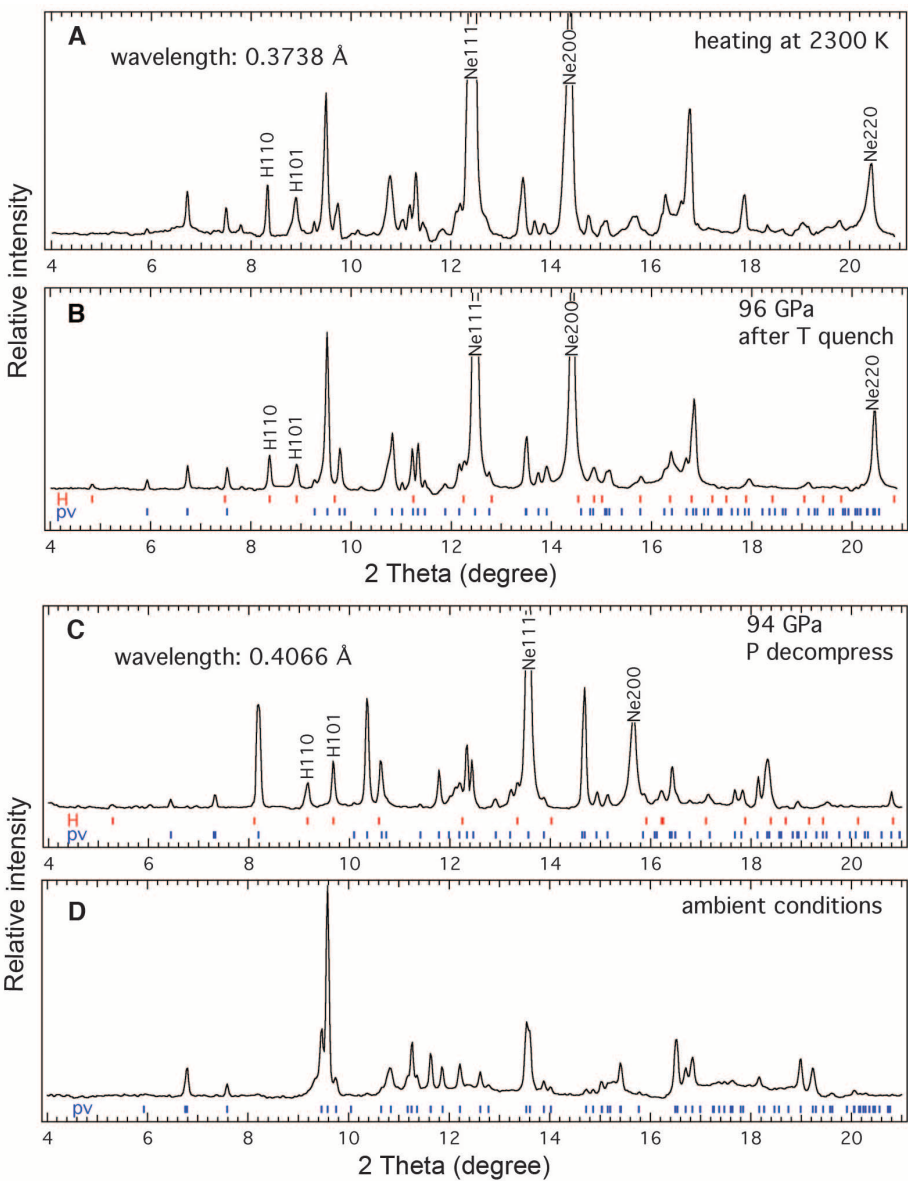 A
wavelength: 0.3738 Å
heating at 2300 K
H110
H101
Ne111
Ne200
Ne220
4 6 8 10 12 14 16 18 20
B
96 GPa
after T quench
H110
H101
Ne111
Ne200
Ne220
H
pv
4 6 8 10 12 14 16 18 20
2 Theta (degree)
Relative intensity
C
wavelength: 0.4066 Å
94 GPa
P decompress
H110
H101
Ne111
Ne200
H
pv
4 6 8 10 12 14 16 18 20
D
ambient conditions
pv
4 6 8 10 12 14 16 18 20
2 Theta (degree)
Relative intensity